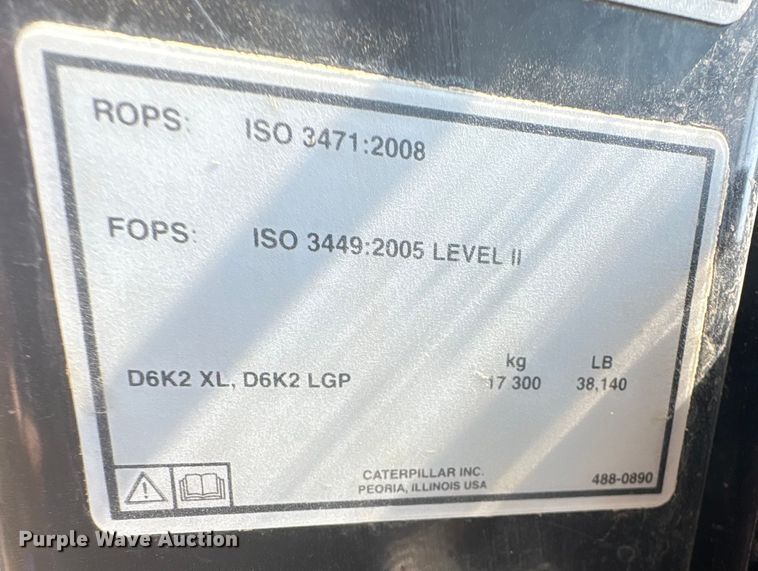 ROPS: ISO 3471:2008
FOPS: ISO 3449:2005 LEVEL II
kg LB
D6K2 XL, D6K2 LGP 17 300 38,140
CATERPILLAR INC.
PEORIA, ILLINOIS USA
488-0890
Purple Wave Auction